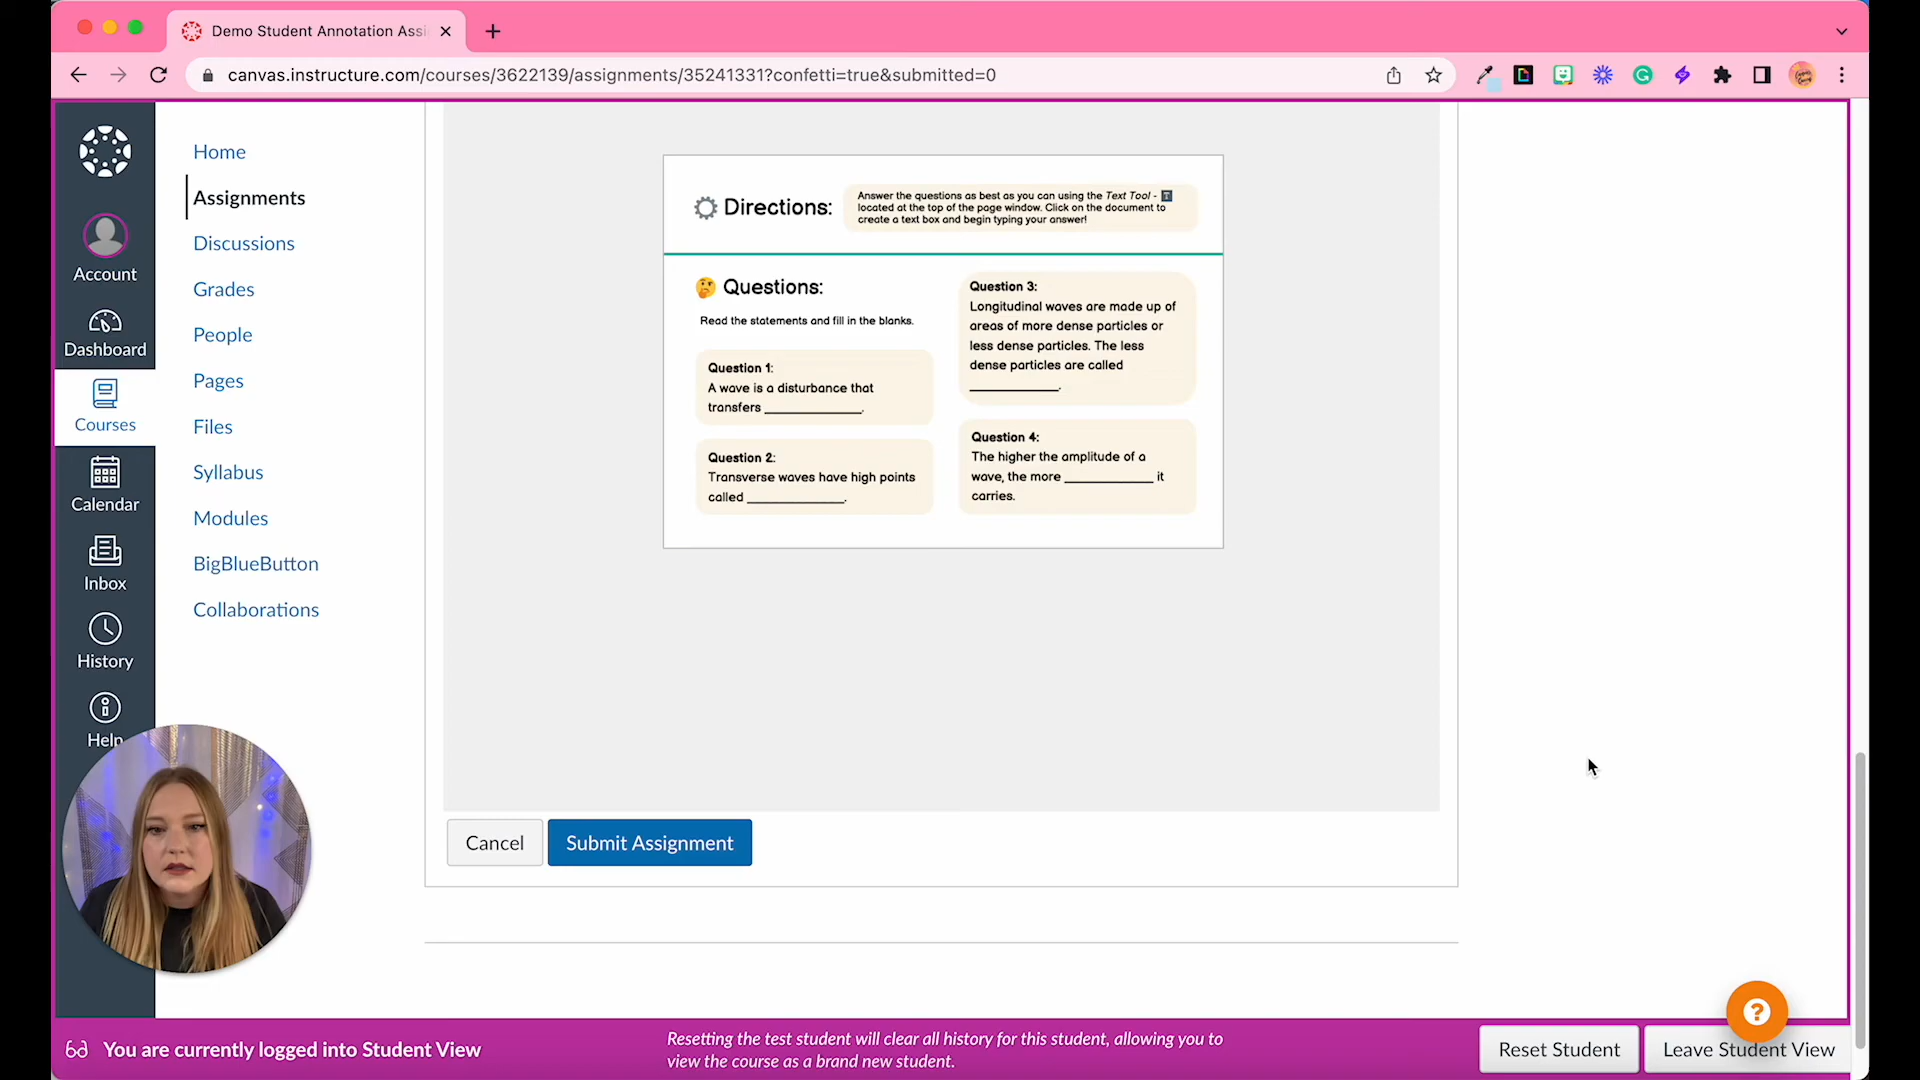 Demo Student Annotation Assi
canvas.instructure.com/courses/3622139/assignments/35241331?confetti=true&submitted=0
Account
Dashboard
Courses
Calendar
Inbox
History
Help
Home
Assignments
Discussions
Grades
People
Pages
Files
Syllabus
Modules
BigBlueButton
Collaborations
Directions:
Answer the questions as best as you can using the Text Tool - T
located at the top of the page window. Click on the document to
create a text box and begin typing your answer!
Questions:
Read the statements and fill in the blanks.
Question 1:
A wave is a disturbance that
transfers ______________.
Question 2:
Transverse waves have high points
called ______________.
Question 3:
Longitudinal waves are made up of
areas of more dense particles or
less dense particles. The less
dense particles are called
_____________.
Question 4:
The higher the amplitude of a
wave, the more _____________ it
carries.
Cancel
Submit Assignment
You are currently logged into Student View
Resetting the test student will clear all history for this student, allowing you to
view the course as a brand new student.
Reset Student
Leave Student View